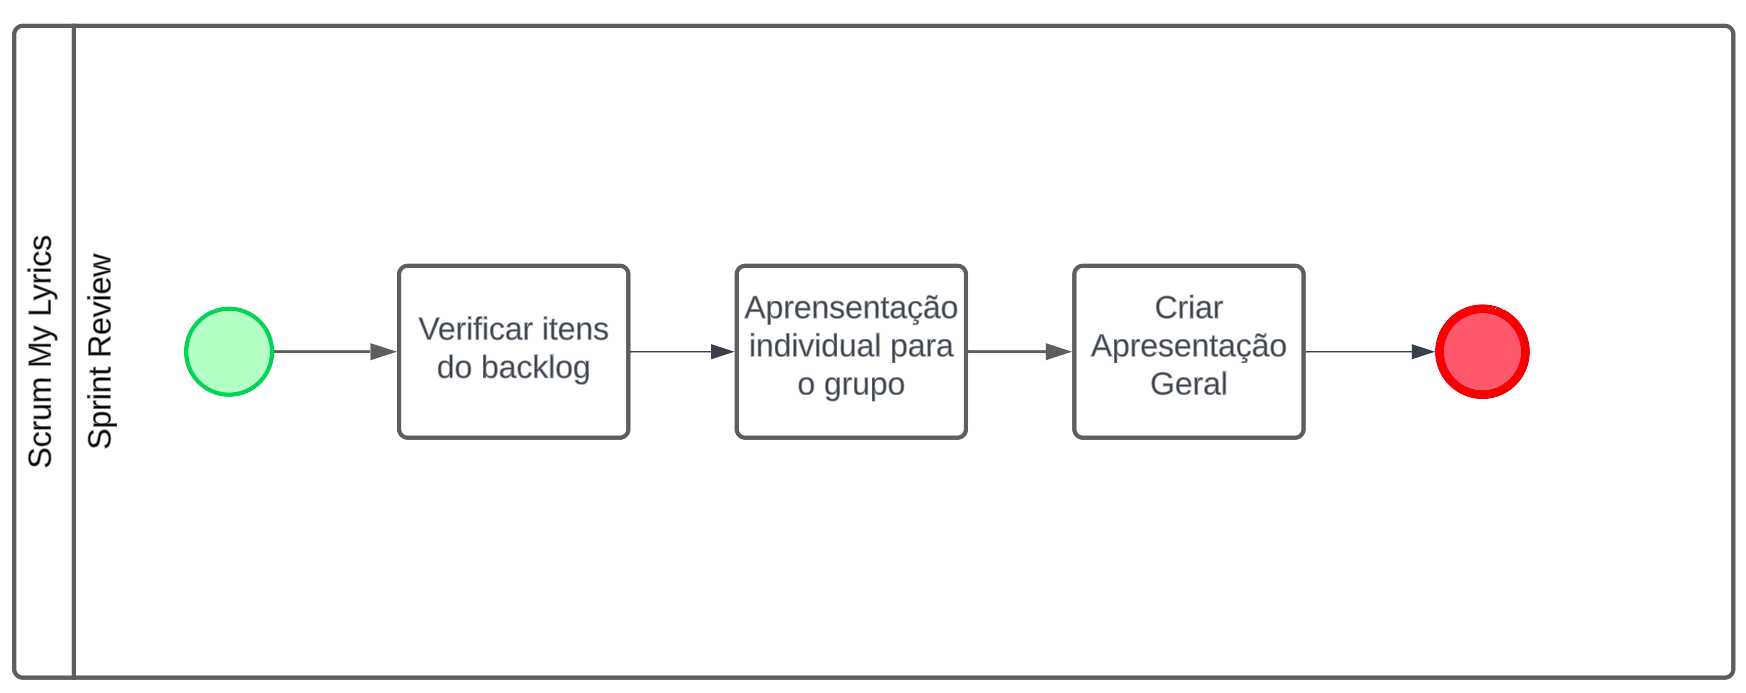 Scrum My Lyrics
Sprint Review
Verificar itens
do backlog
Aprensentação
individual para
o grupo
Criar
Apresentação
Geral